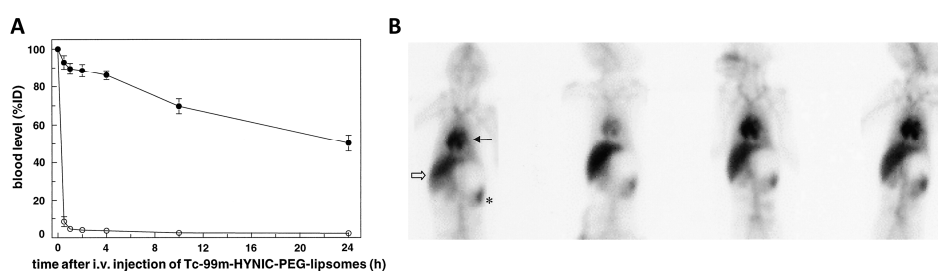 A
B
100
80
60
40
20
0
0 4 8 12 16 20 24
blood level (%ID)
time after i.v. injection of Tc-99m-HYNIC-PEG-lipsomes (h)
*